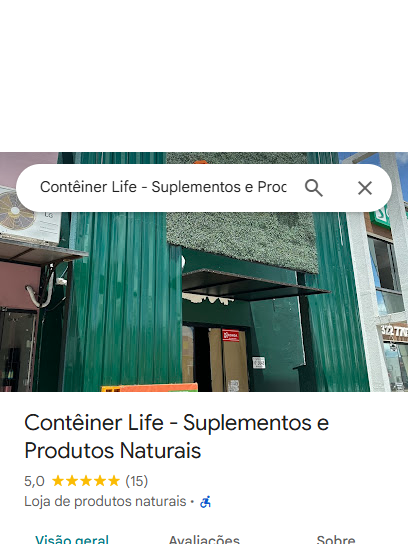 Contêiner Life - Suplementos e Proc
LG
Contêiner Life - Suplementos e
Produtos Naturais
5,0 ★★★★★ (15)
Loja de produtos naturais ·
Visão geral Avaliações Sobre